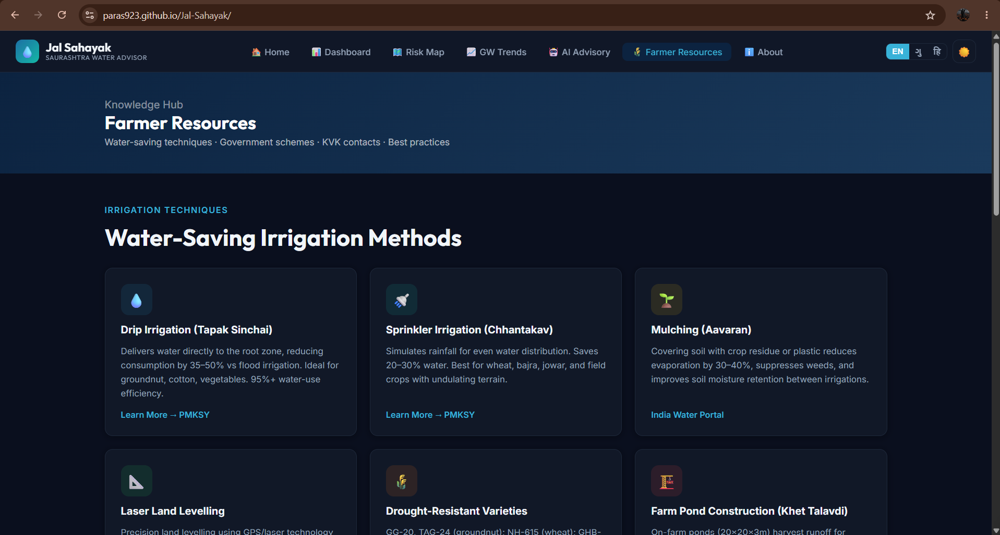 paras923.github.io/Jal-Sahayak/
Jal Sahayak
SAURASHTRA WATER ADVISOR
Home
Dashboard
Risk Map
GW Trends
AI Advisory
Farmer Resources
About
EN
ગુ
हि
Knowledge Hub
Farmer Resources
Water-saving techniques · Government schemes · KVK contacts · Best practices
IRRIGATION TECHNIQUES
Water-Saving Irrigation Methods
Drip Irrigation (Tapak Sinchai)
Delivers water directly to the root zone, reducing
consumption by 35–50% vs flood irrigation. Ideal for
groundnut, cotton, vegetables. 95%+ water-use
efficiency.
Learn More → PMKSY
Sprinkler Irrigation (Chhantakav)
Simulates rainfall for even water distribution. Saves
20–30% water. Best for wheat, bajra, jowar, and field
crops with undulating terrain.
Learn More → PMKSY
Mulching (Aavaran)
Covering soil with crop residue or plastic reduces
evaporation by 30–40%, suppresses weeds, and
improves soil moisture retention between irrigations.
India Water Portal
Laser Land Levelling
Precision land levelling using GPS/laser technology
Drought-Resistant Varieties
GG-20, TAG-24 (groundnut); NH-615 (wheat); GHB-
Farm Pond Construction (Khet Talavdi)
On-farm ponds (20×20×3m) harvest runoff for